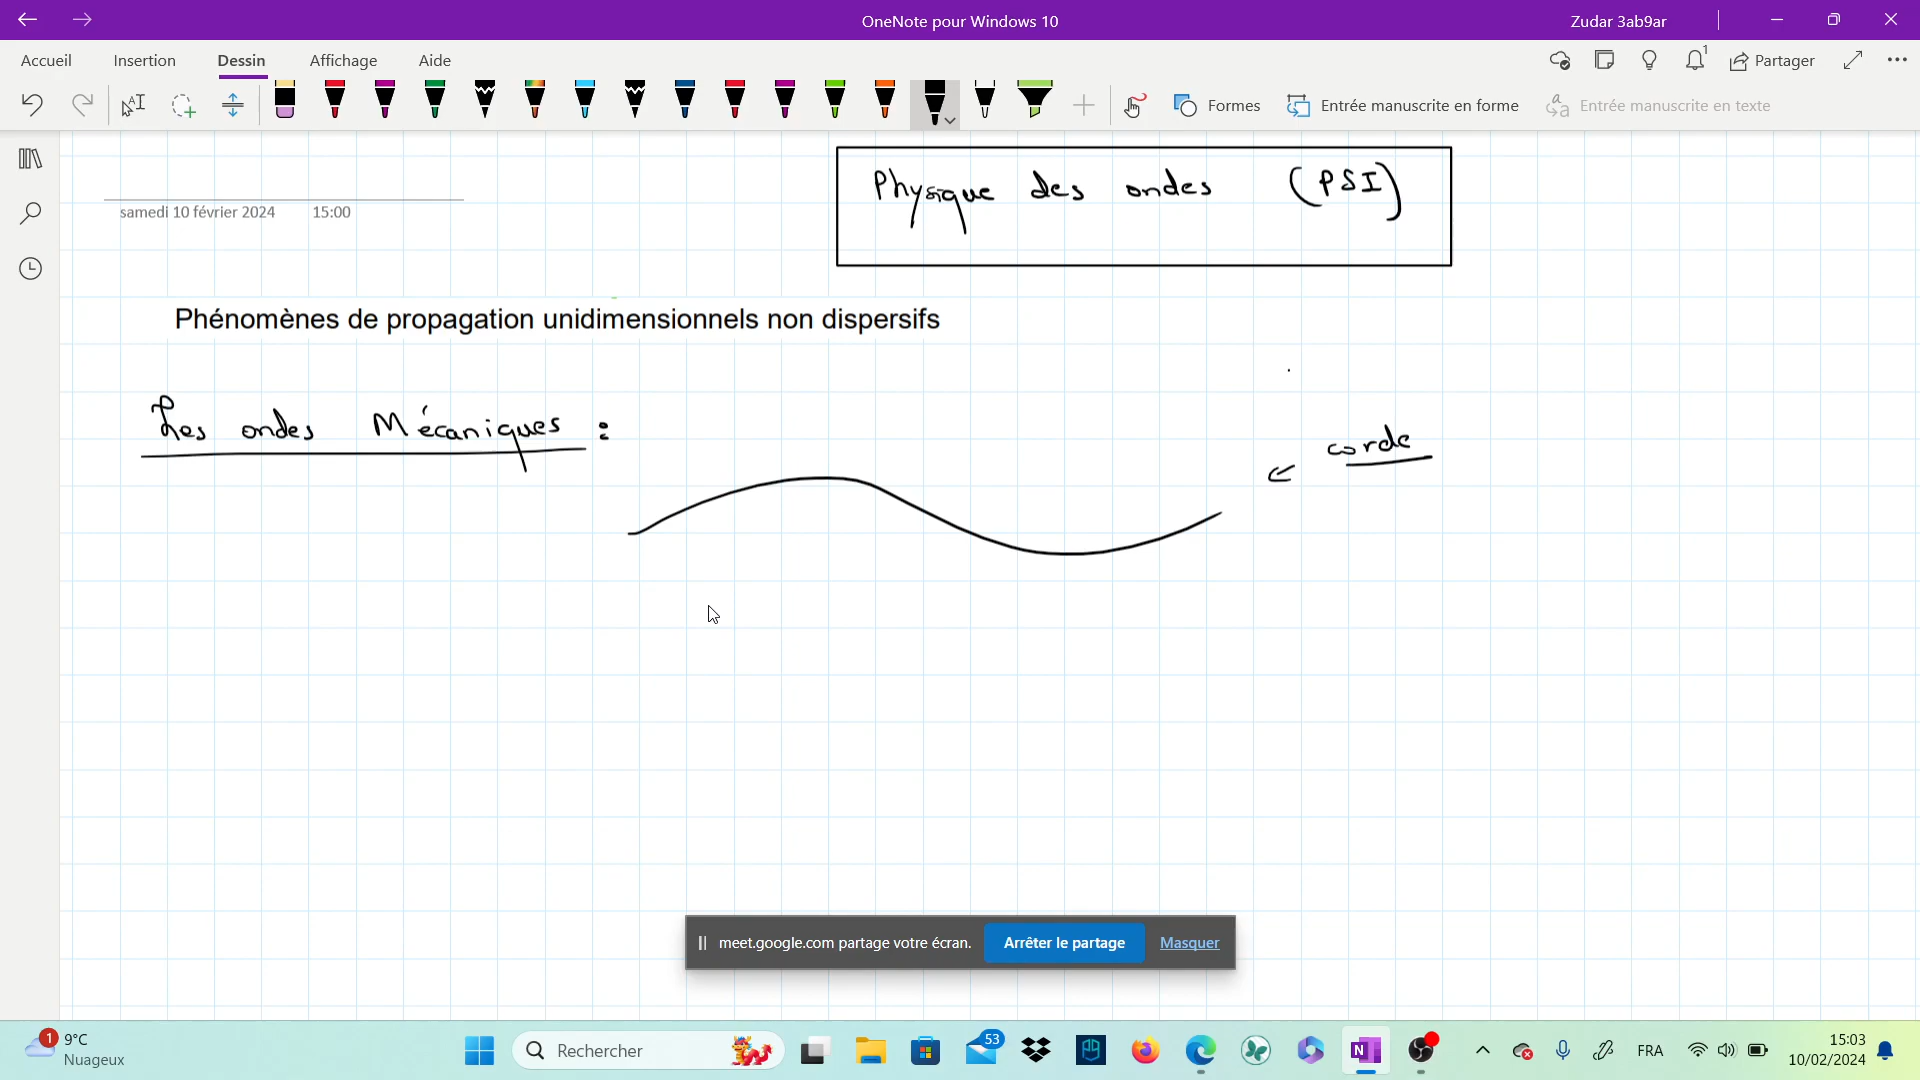 OneNote pour Windows 10
Zudar 3ab9ar
Accueil Insertion Dessin Affichage Aide
1
Partager
Formes
Entrée manuscrite en forme
Entrée manuscrite en texte
Physique des ondes (PSI)
samedi 10 février 2024 15:00
Phénomènes de propagation unidimensionnels non dispersifs
Les ondes Mécaniques :
corde
meet.google.com partage votre écran.
Arrêter le partage
Masquer
1
9°C
Nuageux
Rechercher
53
FRA
15:03
10/02/2024